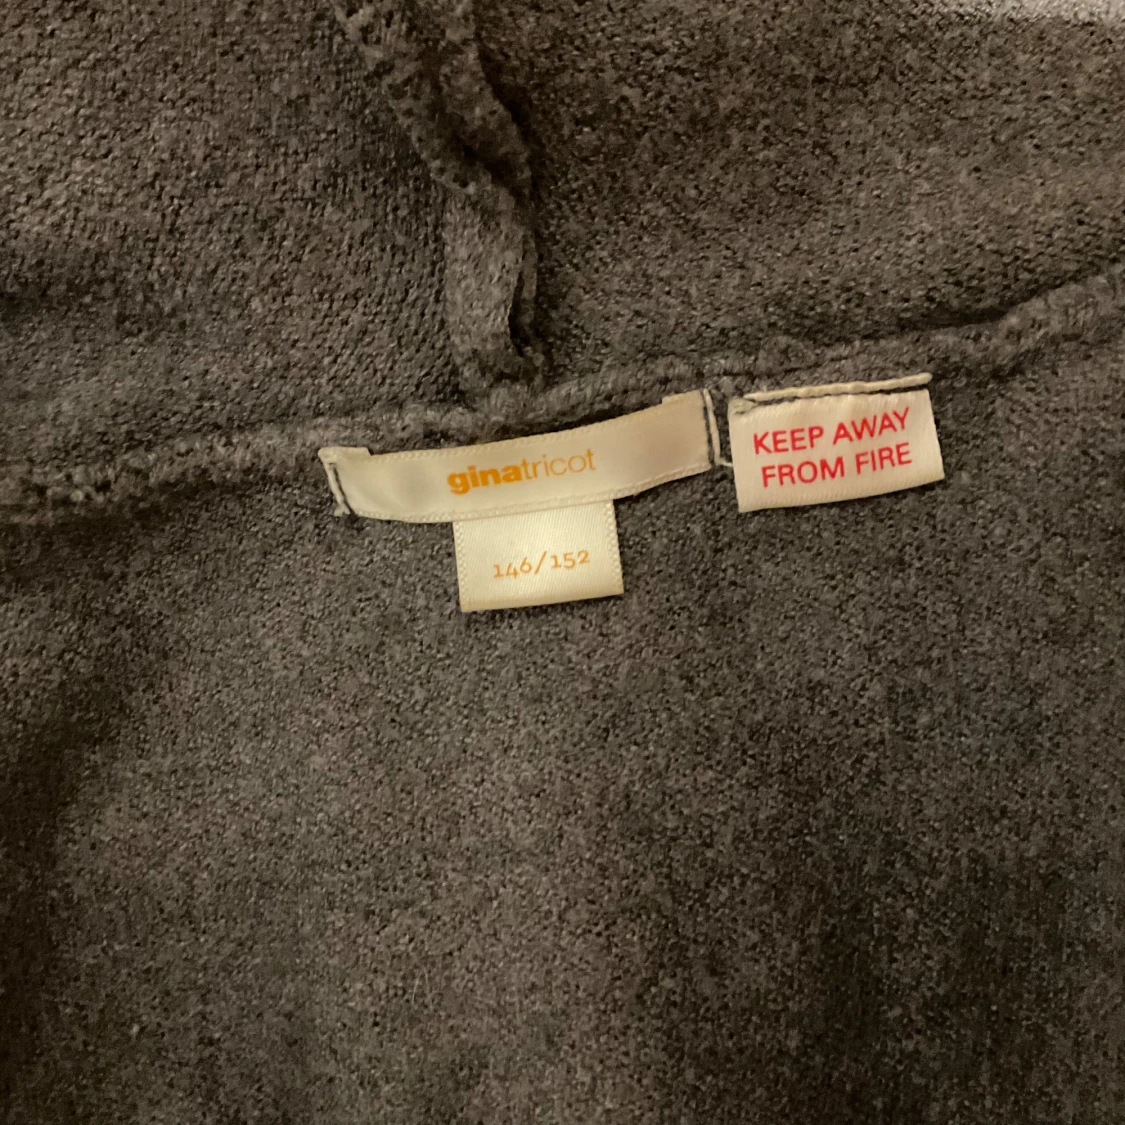 ginatricot
146/152
KEEP AWAY
FROM FIRE